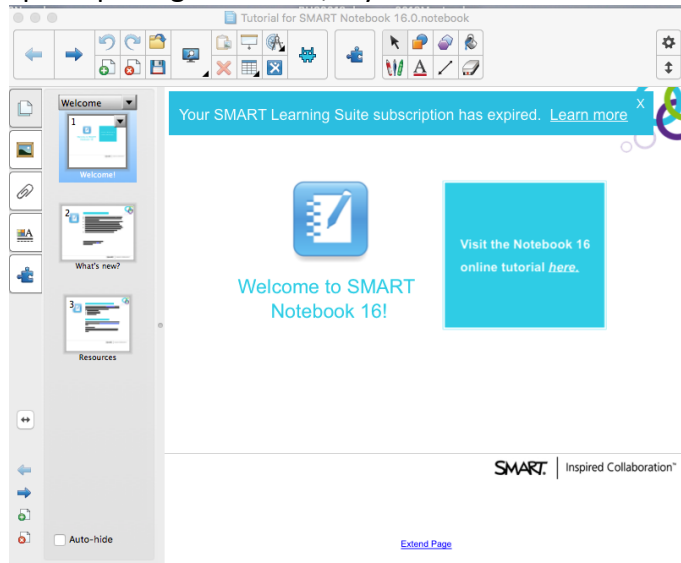 Tutorial for SMART Notebook 16.0.notebook
Welcome
1
Welcome!
2
What's new?
3
Resources
Auto-hide
Your SMART Learning Suite subscription has expired. Learn more X
Welcome to SMART
Notebook 16!
Visit the Notebook 16
online tutorial here.
SMART. Inspired Collaboration™
Extend Page